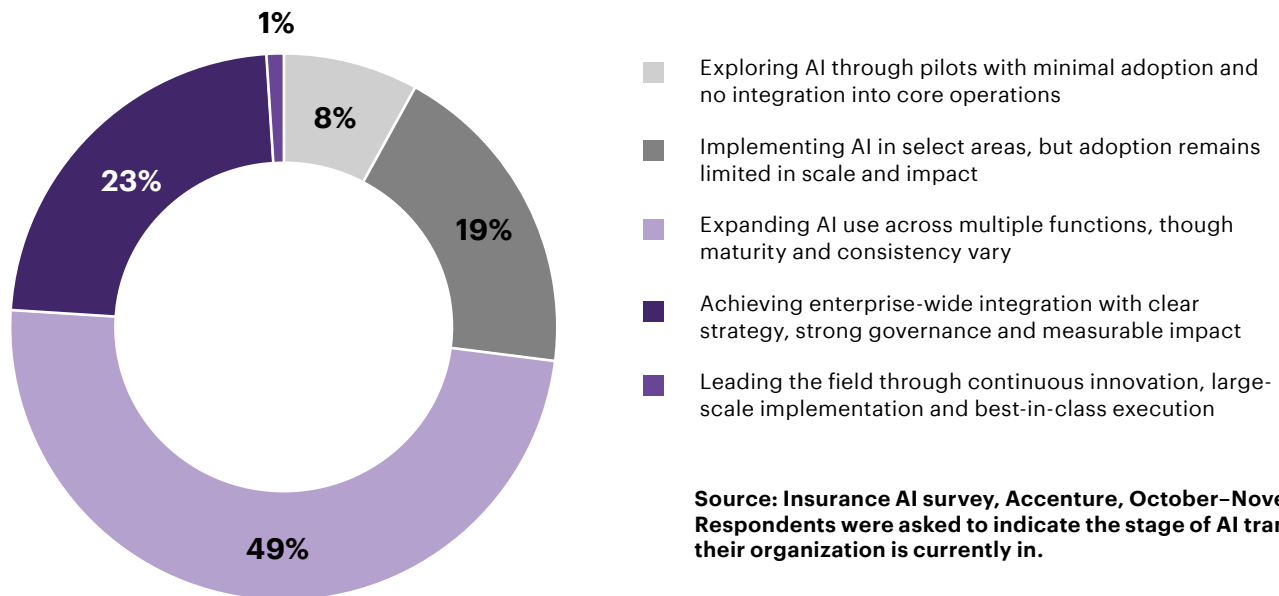 1%
8%
23%
19%
49%
Exploring AI through pilots with minimal adoption and
no integration into core operations
Implementing AI in select areas, but adoption remains
limited in scale and impact
Expanding AI use across multiple functions, though
maturity and consistency vary
Achieving enterprise-wide integration with clear
strategy, strong governance and measurable impact
Leading the field through continuous innovation, large-
scale implementation and best-in-class execution
Source: Insurance AI survey, Accenture, October–Nove
Respondents were asked to indicate the stage of AI tran
their organization is currently in.